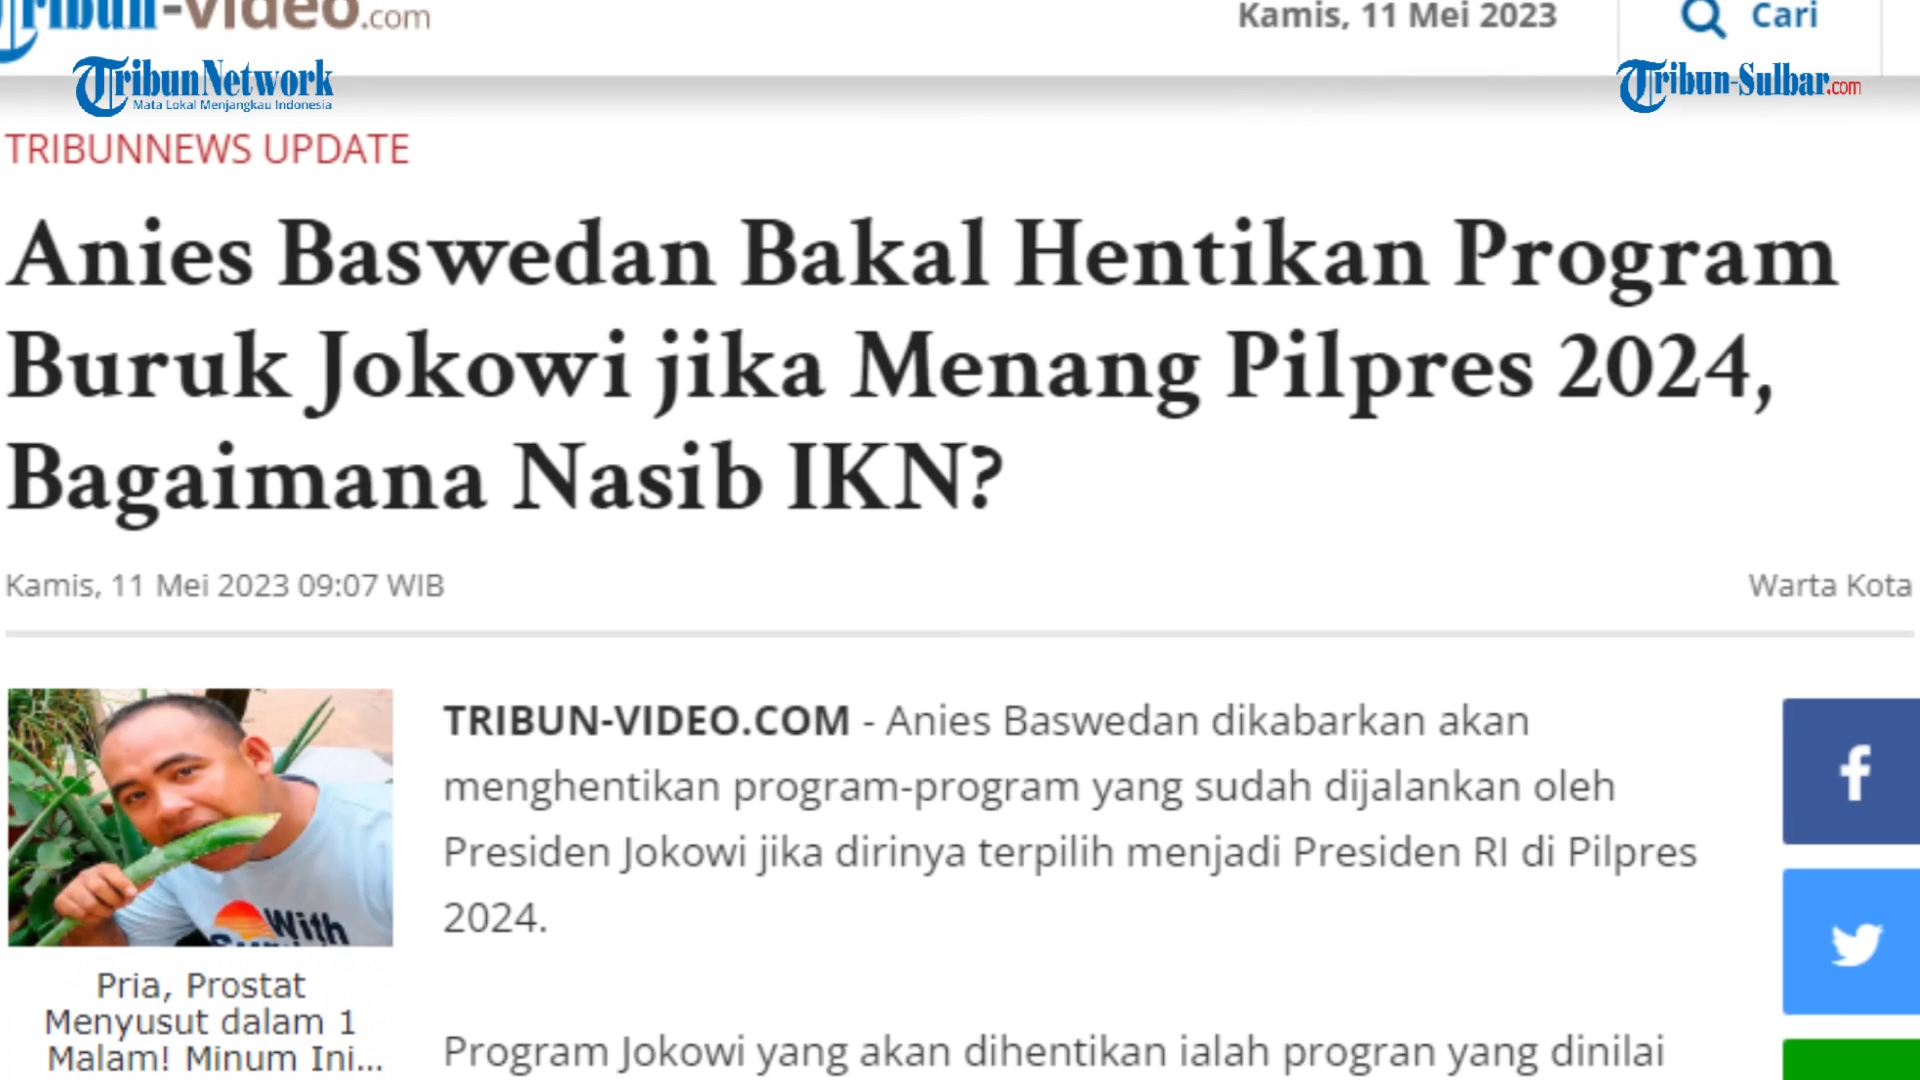 Tribun-video.com
Kamis, 11 Mei 2023
Cari
TribunNetwork
Mata Lokal Menjangkau Indonesia
Tribun-Sulbar.com
TRIBUNNEWS UPDATE
Anies Baswedan Bakal Hentikan Program
Buruk Jokowi jika Menang Pilpres 2024,
Bagaimana Nasib IKN?
Kamis, 11 Mei 2023 09:07 WIB
Warta Kota
TRIBUN-VIDEO.COM - Anies Baswedan dikabarkan akan
menghentikan program-program yang sudah dijalankan oleh
Presiden Jokowi jika dirinya terpilih menjadi Presiden RI di Pilpres
2024.
With
Pria, Prostat
Menyusut dalam 1
Malam! Minum Ini...
Program Jokowi yang akan dihentikan ialah progran yang dinilai